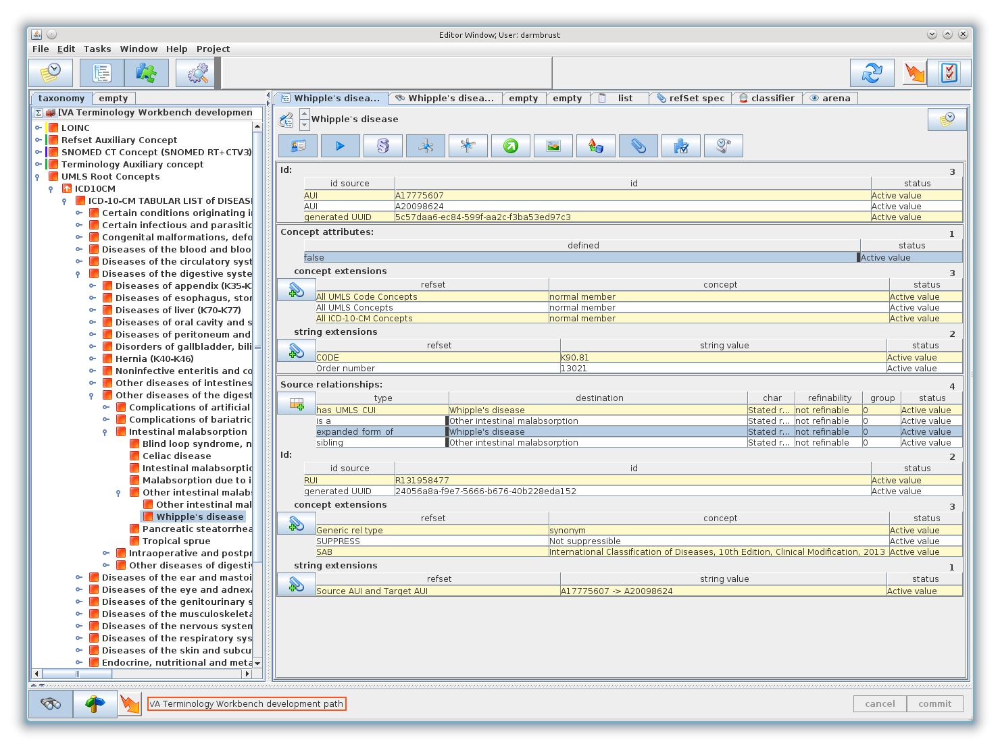 Editor Window; User: darmbrust
File Edit Tasks Window Help Project
taxonomy empty
[VA Terminology Workbench developmen
LOINC
Refset Auxiliary Concept
SNOMED CT Concept (SNOMED RT+CTV3)
Terminology Auxiliary concept
UMLS Root Concepts
ICD10CM
ICD-10-CM TABULAR LIST of DISEAS
Certain conditions originating i
Certain infectious and parasitic
Congenital malformations, defo
Diseases of the blood and bloo
Diseases of the circulatory syst
Diseases of the digestive syste
Diseases of appendix (K35-K
Diseases of esophagus, stor
Diseases of liver (K70-K77)
Diseases of oral cavity and s
Diseases of peritoneum and
Disorders of gallbladder, bili
Hernia (K40-K46)
Noninfective enteritis and co
Other diseases of intestines
Other diseases of the digest
Complications of artificial
Complications of bariatric
Intestinal malabsorption
Blind loop syndrome, n
Celiac disease
Intestinal malabsorptic
Malabsorption due to i
Other intestinal malabs
Other intestinal mal
Whipple's disease
Pancreatic steatorrhea
Tropical sprue
Intraoperative and postpr
Other diseases of digestiv
Diseases of the ear and mastoi
Diseases of the eye and adnexa
Diseases of the genitourinary s
Diseases of the musculoskeleta
Diseases of the nervous system
Diseases of the respiratory sys
Diseases of the skin and subcu
Endocrine, nutritional and meta
Whipple's disea... Whipple's disea... empty empty list refSet spec classifier arena
Whipple's disease
Id: 3
id source id status
AUI A17775607 Active value
AUI A20098624 Active value
generated UUID 5c57daa6-ec84-599f-aa2c-f3ba53ed97c3 Active value
Concept attributes: 1
defined status
false Active value
concept extensions 3
refset concept status
All UMLS Code Concepts normal member Active value
All UMLS Concepts normal member Active value
All ICD-10-CM Concepts normal member Active value
string extensions 2
refset string value status
CODE K90.81 Active value
Order number 13021 Active value
Source relationships: 4
type destination char refinability group status
has UMLS CUI Whipple's disease Stated r... not refinable 0 Active value
is a Other intestinal malabsorption Stated r... not refinable 0 Active value
expanded form of Whipple's disease Stated r... not refinable 0 Active value
sibling Other intestinal malabsorption Stated r... not refinable 0 Active value
Id: 2
id source id status
RUI R131958477 Active value
generated UUID 24056a8a-f9e7-5666-b676-40b228eda152 Active value
concept extensions 3
refset concept status
Generic rel type synonym Active value
SUPPRESS Not suppressible Active value
SAB International Classification of Diseases, 10th Edition, Clinical Modification, 2013 Active value
string extensions 1
refset string value status
Source AUI and Target AUI A17775607 -> A20098624 Active value
VA Terminology Workbench development path
cancel commit